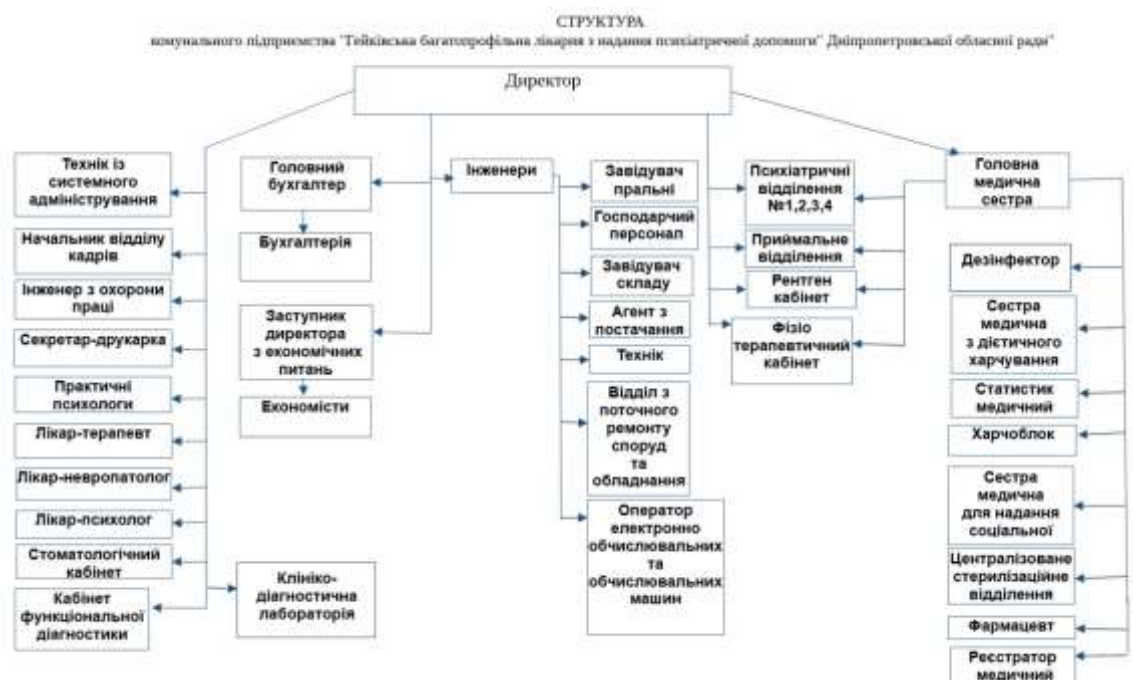 СТРУКТУРА
комунального підприємства "Гейківська багатопрофільна лікарня з надання психіатричної допомоги" Дніпропетровської обласної ради"
Директор
Технік із
системного
адміністрування
Начальник відділу
кадрів
Інженер з охорони
праці
Секретар-друкарка
Практичні
психологи
Лікар-терапевт
Лікар-невропатолог
Лікар-психолог
Стоматологічний
кабінет
Кабінет
функціональної
діагностики
Головний
бухгалтер
Бухгалтерія
Заступник
директора
з економічних
питань
Економісти
Клініко-
діагностична
лабораторія
Інженери
Завідувач
пральні
Господарчий
персонал
Завідувач
складу
Агент з
постачання
Технік
Відділ з
поточного
ремонту
споруд
та
обладнання
Оператор
електронно
обчислювальних
та
обчислювальних
машин
Психіатричні
відділення
№1,2,3,4
Приймальне
відділення
Рентген
кабінет
Фізіо
терапевтичний
кабінет
Головна
медична
сестра
Дезінфектор
Сестра
медична
з дієтичного
харчування
Статистик
медичний
Харчоблок
Сестра
медична
для надання
соціальної
Централізоване
стерилізаційне
відділення
Фармацевт
Реєстратор
медичний